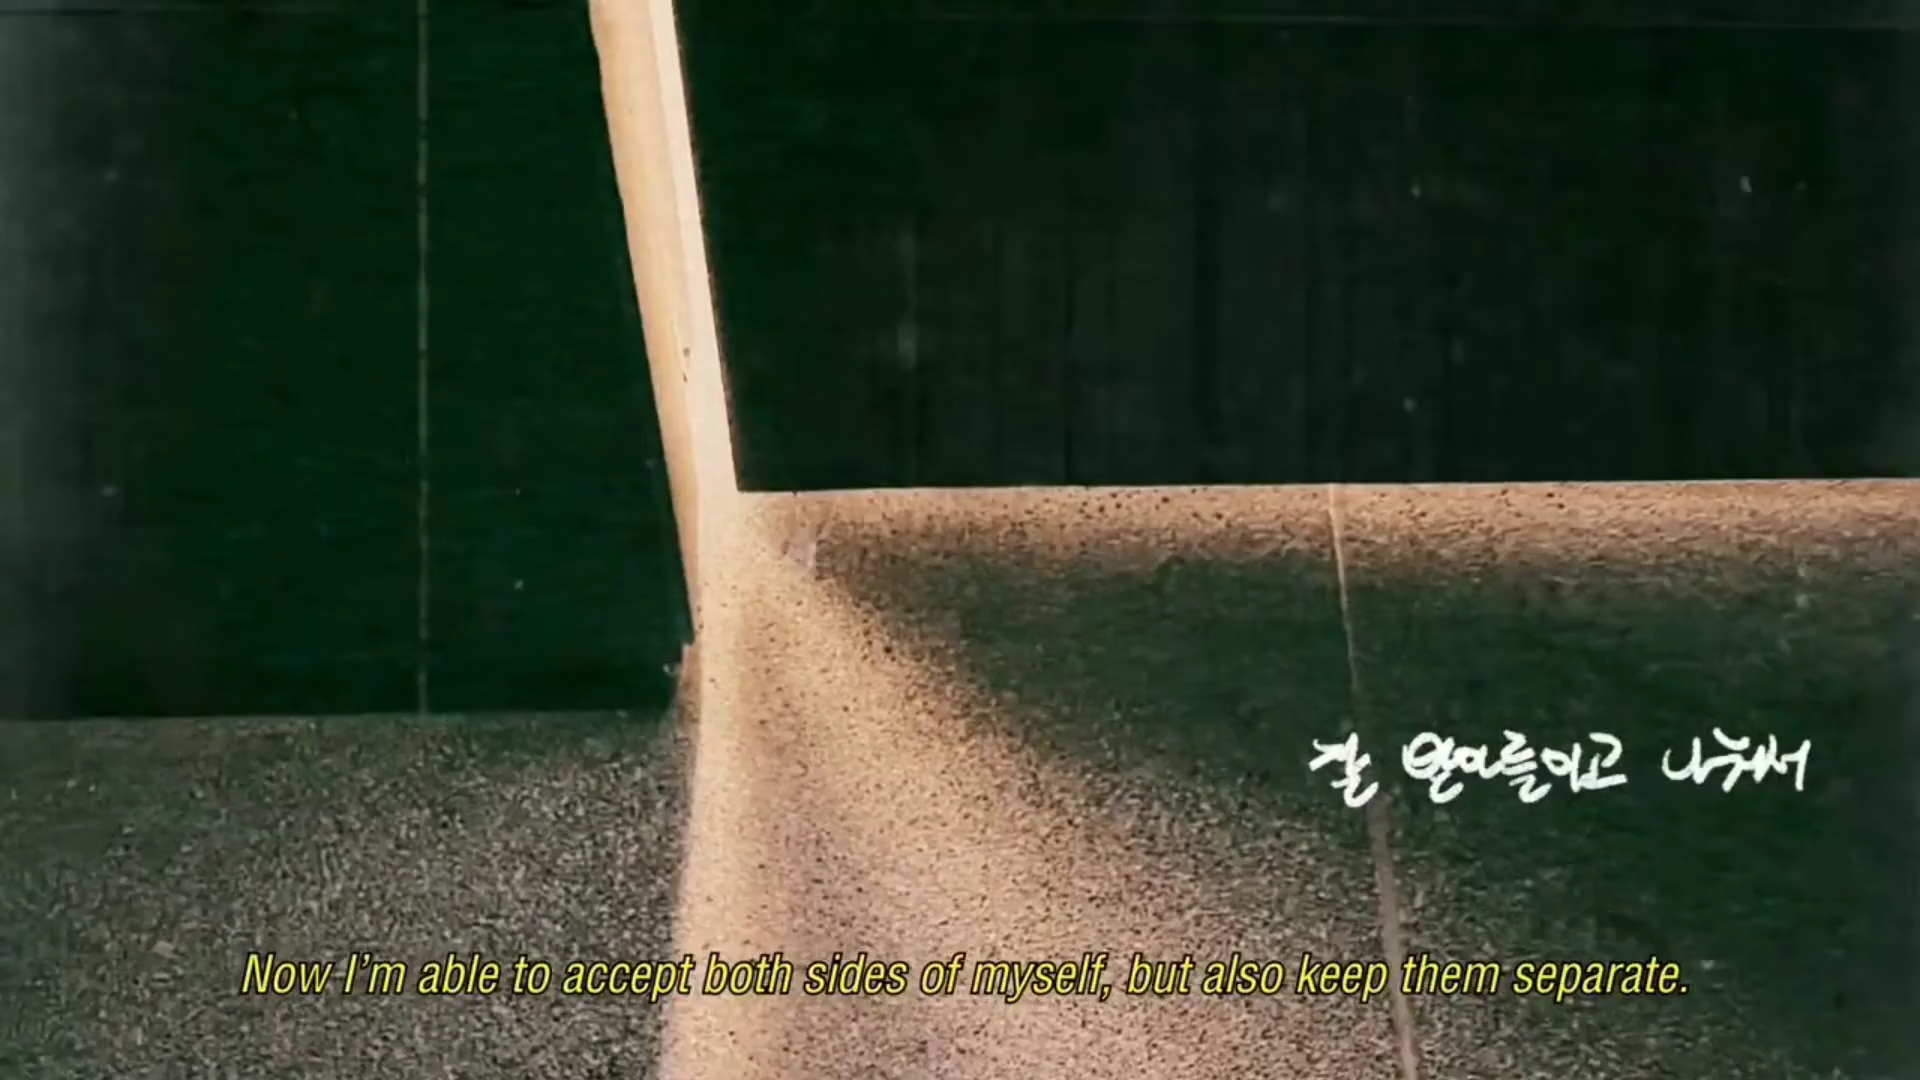 잘 받아들이고 나눠서
Now I'm able to accept both sides of myself, but also keep them separate.